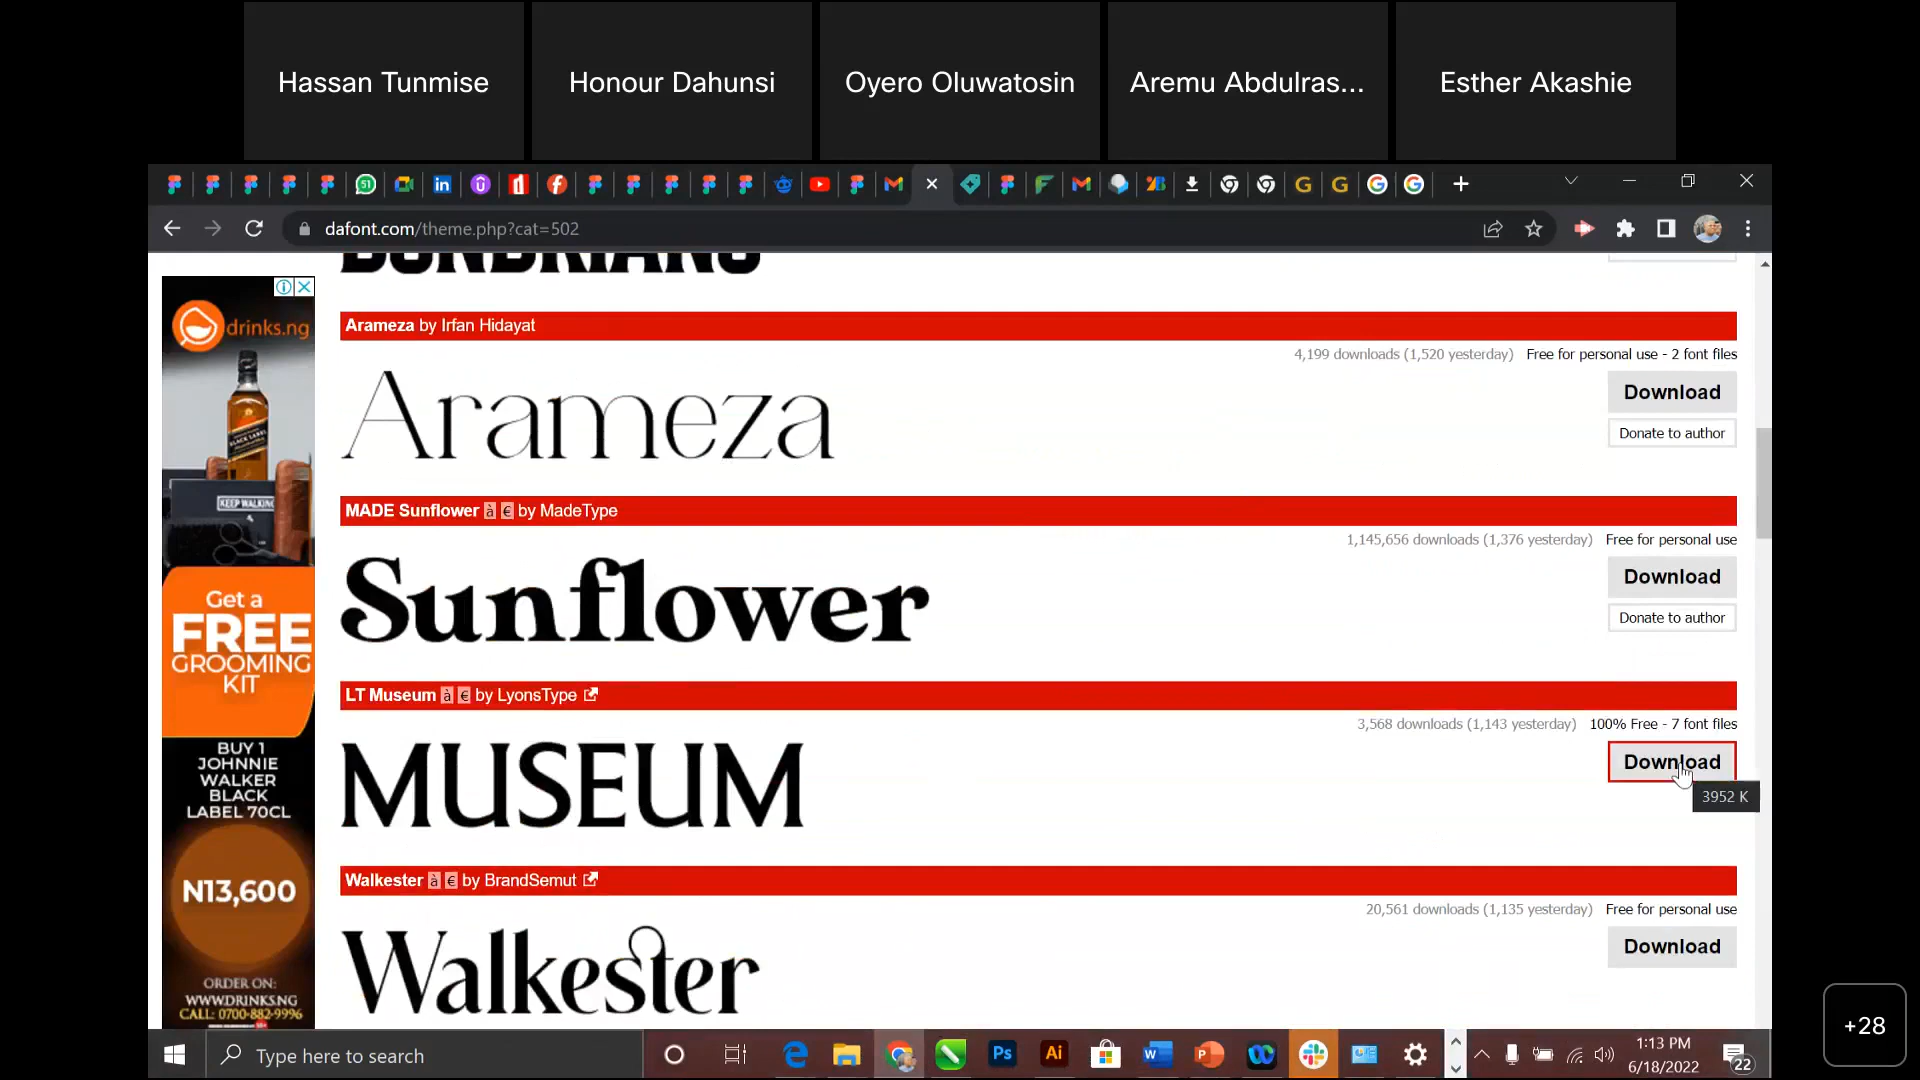 Hassan Tunmise
Honour Dahunsi
Oyero Oluwatosin
Aremu Abdulras...
Esther Akashie
dafont.com/theme.php?cat=502
Arameza by Irfan Hidayat
4,199 downloads (1,520 yesterday) Free for personal use - 2 font files
Arameza
Download
Donate to author
MADE Sunflower à € by MadeType
1,145,656 downloads (1,376 yesterday) Free for personal use
Sunflower
Download
Donate to author
LT Museum à € by LyonsType
3,568 downloads (1,143 yesterday) 100% Free - 7 font files
MUSEUM
Download
3952 K
Walkester à € by BrandSemut
20,561 downloads (1,135 yesterday) Free for personal use
Walkester
Download
drinks.ng
BLACK LABEL
KEEP WALKING
Get a
FREE
GROOMING
KIT
BUY 1
JOHNNIE
WALKER
BLACK
LABEL 70CL
N13,600
ORDER ON:
WWW.DRINKS.NG
CALL: 0700-882-9996
+28
Type here to search
Ps
Ai
1:13 PM
6/18/2022
22